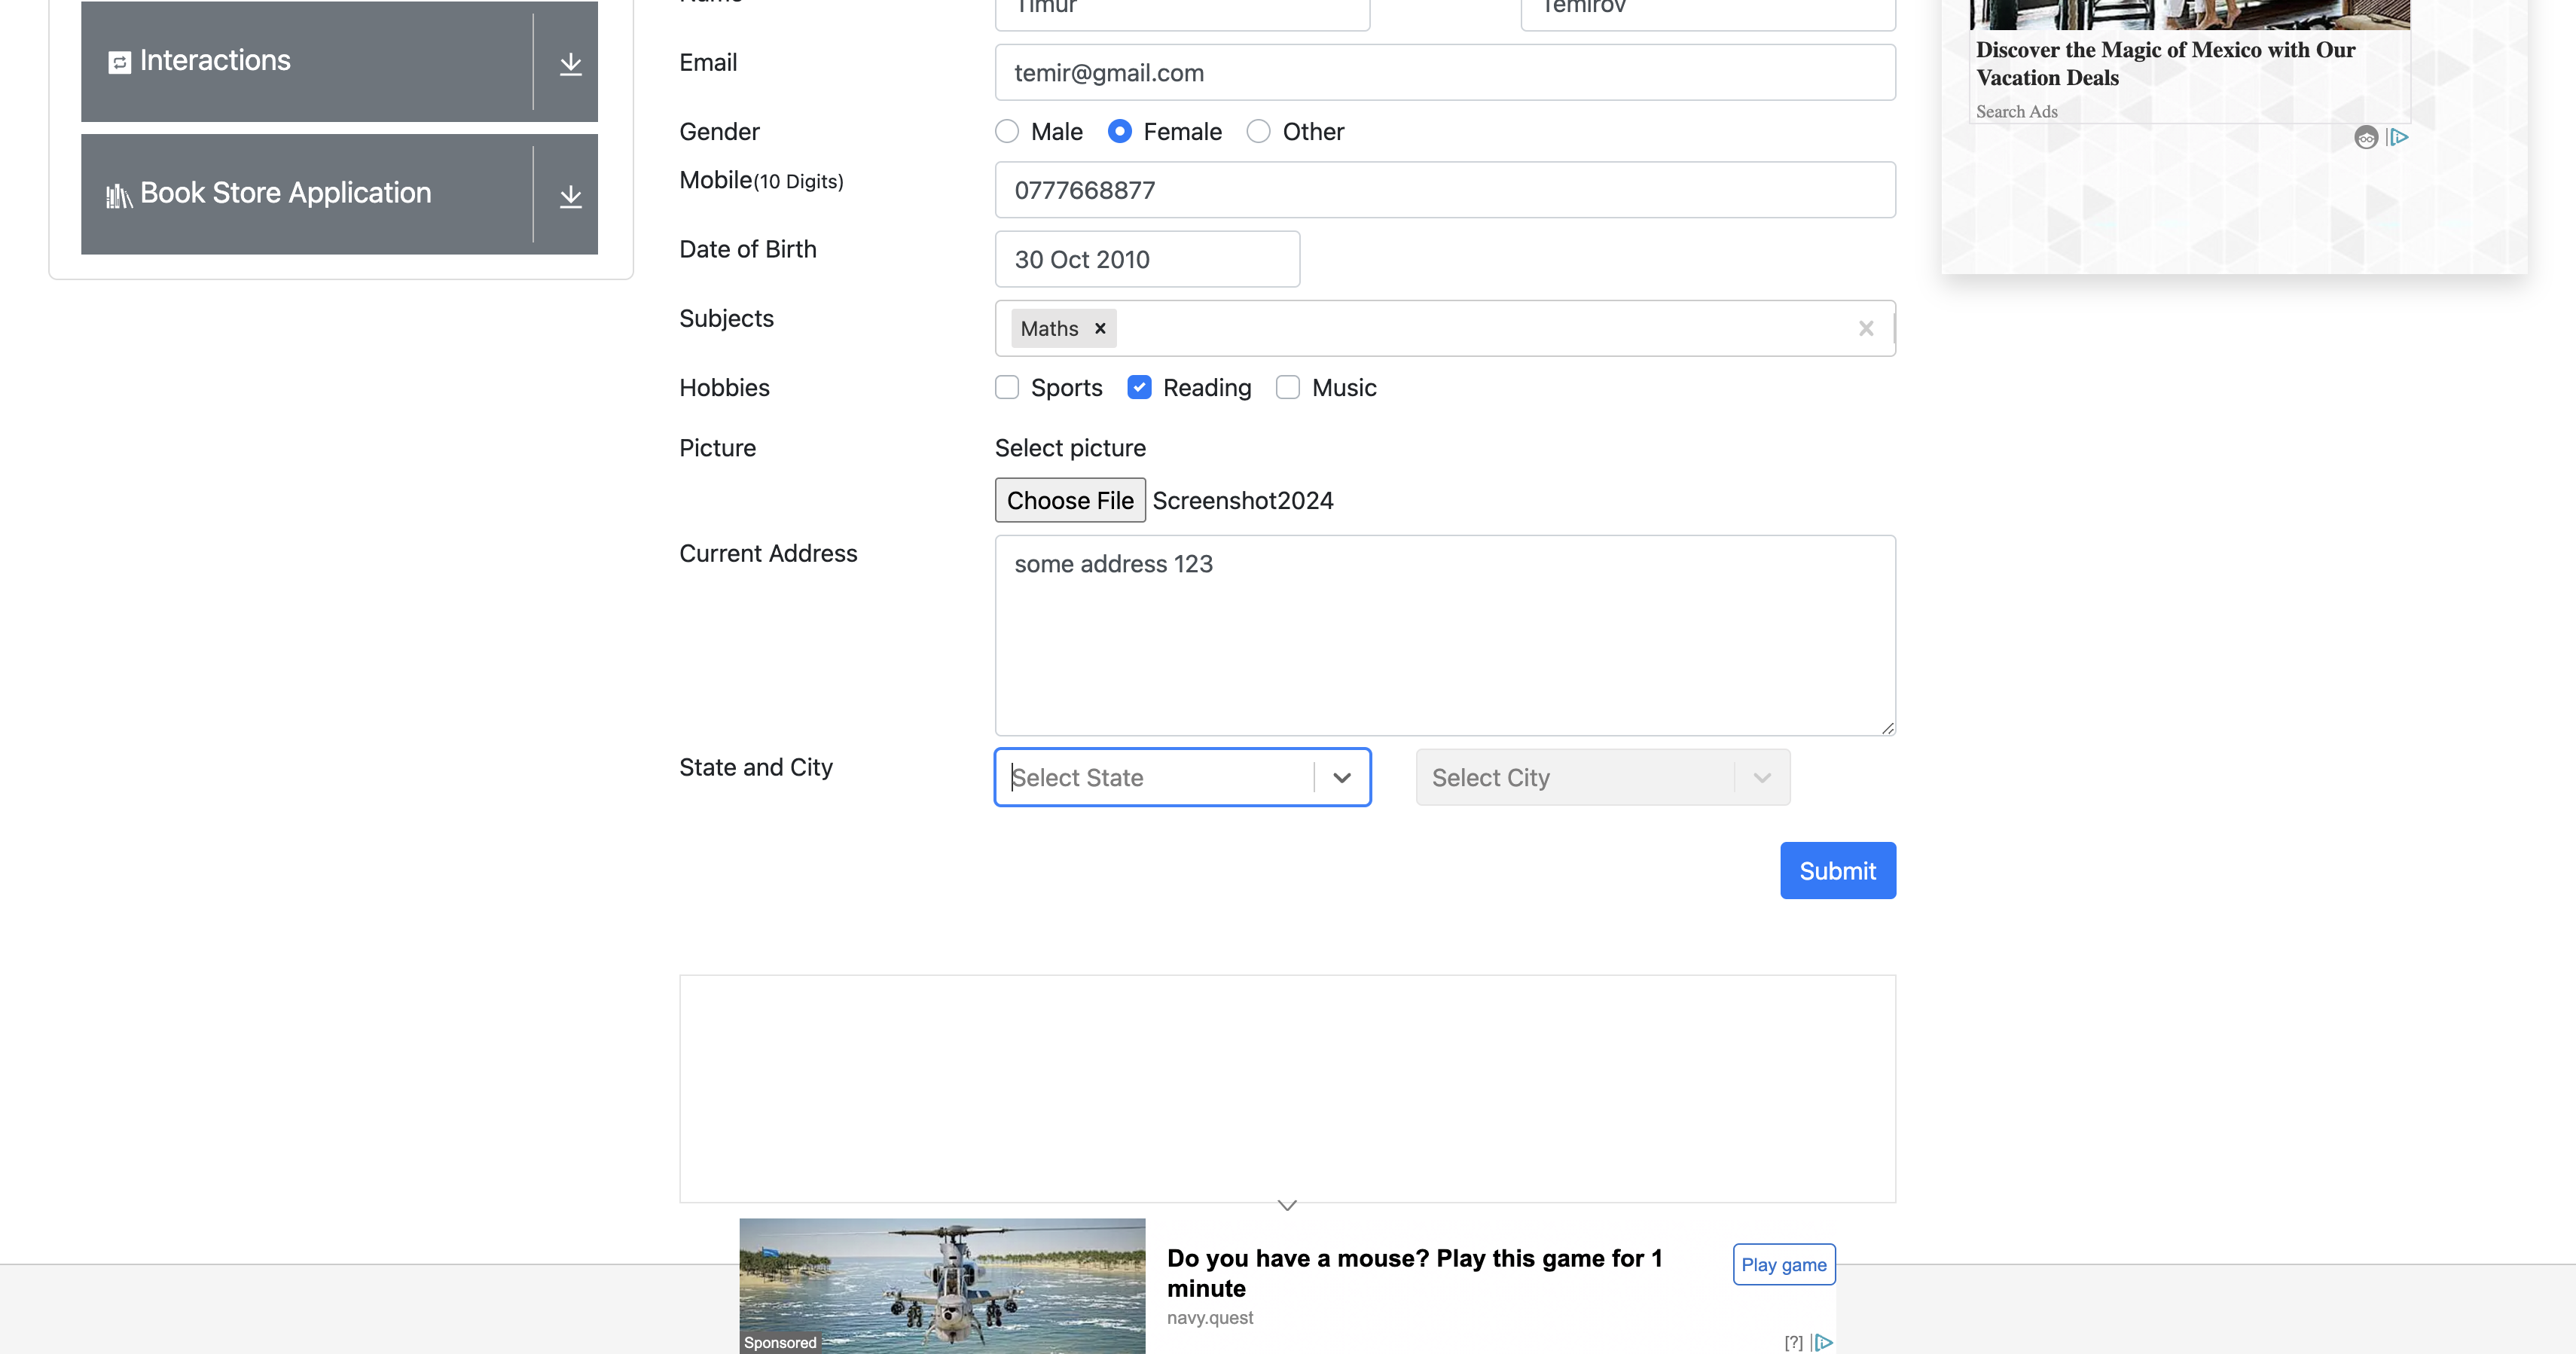 Interactions
Book Store Application
Name
Timur
Temirov
Email
temir@gmail.com
Gender
Male
Female
Other
Mobile(10 Digits)
0777668877
Date of Birth
30 Oct 2010
Subjects
Maths
Hobbies
Sports
Reading
Music
Picture
Select picture
Choose File Screenshot2024
Current Address
some address 123
State and City
Select State
Select City
Submit
Discover the Magic of Mexico with Our
Vacation Deals
Search Ads
Do you have a mouse? Play this game for 1
minute
navy.quest
Play game
Sponsored
[?]